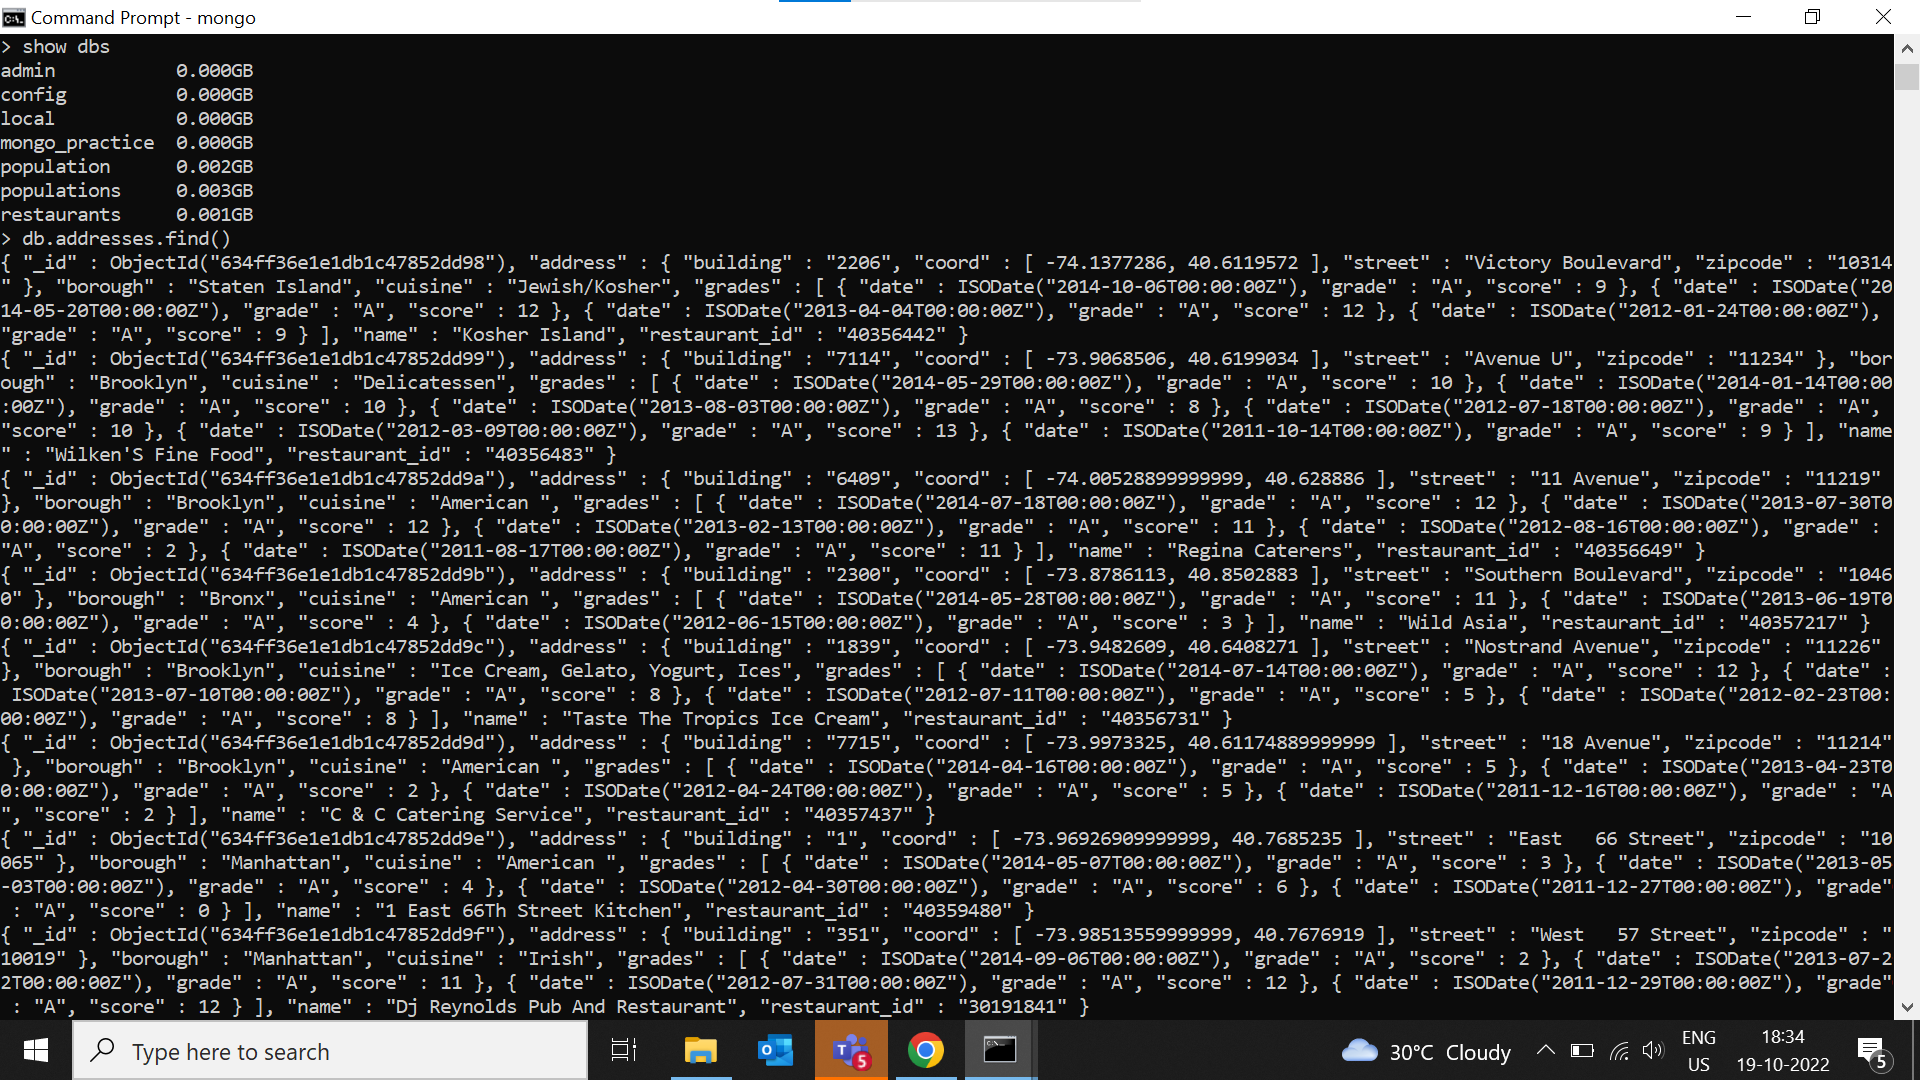 Command Prompt - mongo
> show dbs
admin           0.000GB
config          0.000GB
local           0.000GB
mongo_practice  0.000GB
population      0.002GB
populations     0.003GB
restaurants     0.001GB
> db.addresses.find()
{ "_id" : ObjectId("634ff36e1e1db1c47852dd98"), "address" : { "building" : "2206", "coord" : [ -74.1377286, 40.6119572 ], "street" : "Victory Boulevard", "zipcode" : "10314
" }, "borough" : "Staten Island", "cuisine" : "Jewish/Kosher", "grades" : [ { "date" : ISODate("2014-10-06T00:00:00Z"), "grade" : "A", "score" : 9 }, { "date" : ISODate("20
14-05-20T00:00:00Z"), "grade" : "A", "score" : 12 }, { "date" : ISODate("2013-04-04T00:00:00Z"), "grade" : "A", "score" : 12 }, { "date" : ISODate("2012-01-24T00:00:00Z"),
"grade" : "A", "score" : 9 } ], "name" : "Kosher Island", "restaurant_id" : "40356442" }
{ "_id" : ObjectId("634ff36e1e1db1c47852dd99"), "address" : { "building" : "7114", "coord" : [ -73.9068506, 40.6199034 ], "street" : "Avenue U", "zipcode" : "11234" }, "bor
ough" : "Brooklyn", "cuisine" : "Delicatessen", "grades" : [ { "date" : ISODate("2014-05-29T00:00:00Z"), "grade" : "A", "score" : 10 }, { "date" : ISODate("2014-01-14T00:00
:00Z"), "grade" : "A", "score" : 10 }, { "date" : ISODate("2013-08-03T00:00:00Z"), "grade" : "A", "score" : 8 }, { "date" : ISODate("2012-07-18T00:00:00Z"), "grade" : "A",
"score" : 10 }, { "date" : ISODate("2012-03-09T00:00:00Z"), "grade" : "A", "score" : 13 }, { "date" : ISODate("2011-10-14T00:00:00Z"), "grade" : "A", "score" : 9 } ], "name
" : "Wilken'S Fine Food", "restaurant_id" : "40356483" }
{ "_id" : ObjectId("634ff36e1e1db1c47852dd9a"), "address" : { "building" : "6409", "coord" : [ -74.00528899999999, 40.628886 ], "street" : "11 Avenue", "zipcode" : "11219"
}, "borough" : "Brooklyn", "cuisine" : "American ", "grades" : [ { "date" : ISODate("2014-07-18T00:00:00Z"), "grade" : "A", "score" : 12 }, { "date" : ISODate("2013-07-30T0
0:00:00Z"), "grade" : "A", "score" : 12 }, { "date" : ISODate("2013-02-13T00:00:00Z"), "grade" : "A", "score" : 11 }, { "date" : ISODate("2012-08-16T00:00:00Z"), "grade" :
"A", "score" : 2 }, { "date" : ISODate("2011-08-17T00:00:00Z"), "grade" : "A", "score" : 11 } ], "name" : "Regina Caterers", "restaurant_id" : "40356649" }
{ "_id" : ObjectId("634ff36e1e1db1c47852dd9b"), "address" : { "building" : "2300", "coord" : [ -73.8786113, 40.8502883 ], "street" : "Southern Boulevard", "zipcode" : "1046
0" }, "borough" : "Bronx", "cuisine" : "American ", "grades" : [ { "date" : ISODate("2014-05-28T00:00:00Z"), "grade" : "A", "score" : 11 }, { "date" : ISODate("2013-06-19T0
0:00:00Z"), "grade" : "A", "score" : 4 }, { "date" : ISODate("2012-06-15T00:00:00Z"), "grade" : "A", "score" : 3 } ], "name" : "Wild Asia", "restaurant_id" : "40357217" }
{ "_id" : ObjectId("634ff36e1e1db1c47852dd9c"), "address" : { "building" : "1839", "coord" : [ -73.9482609, 40.6408271 ], "street" : "Nostrand Avenue", "zipcode" : "11226"
}, "borough" : "Brooklyn", "cuisine" : "Ice Cream, Gelato, Yogurt, Ices", "grades" : [ { "date" : ISODate("2014-07-14T00:00:00Z"), "grade" : "A", "score" : 12 }, { "date" :
ISODate("2013-07-10T00:00:00Z"), "grade" : "A", "score" : 8 }, { "date" : ISODate("2012-07-11T00:00:00Z"), "grade" : "A", "score" : 5 }, { "date" : ISODate("2012-02-23T00:
00:00Z"), "grade" : "A", "score" : 8 } ], "name" : "Taste The Tropics Ice Cream", "restaurant_id" : "40356731" }
{ "_id" : ObjectId("634ff36e1e1db1c47852dd9d"), "address" : { "building" : "7715", "coord" : [ -73.9973325, 40.61174889999999 ], "street" : "18 Avenue", "zipcode" : "11214"
}, "borough" : "Brooklyn", "cuisine" : "American ", "grades" : [ { "date" : ISODate("2014-04-16T00:00:00Z"), "grade" : "A", "score" : 5 }, { "date" : ISODate("2013-04-23T0
0:00:00Z"), "grade" : "A", "score" : 2 }, { "date" : ISODate("2012-04-24T00:00:00Z"), "grade" : "A", "score" : 5 }, { "date" : ISODate("2011-12-16T00:00:00Z"), "grade" : "A
", "score" : 2 } ], "name" : "C & C Catering Service", "restaurant_id" : "40357437" }
{ "_id" : ObjectId("634ff36e1e1db1c47852dd9e"), "address" : { "building" : "1", "coord" : [ -73.96926909999999, 40.7685235 ], "street" : "East   66 Street", "zipcode" : "10
065" }, "borough" : "Manhattan", "cuisine" : "American ", "grades" : [ { "date" : ISODate("2014-05-07T00:00:00Z"), "grade" : "A", "score" : 3 }, { "date" : ISODate("2013-05
-03T00:00:00Z"), "grade" : "A", "score" : 4 }, { "date" : ISODate("2012-04-30T00:00:00Z"), "grade" : "A", "score" : 6 }, { "date" : ISODate("2011-12-27T00:00:00Z"), "grade"
: "A", "score" : 0 } ], "name" : "1 East 66Th Street Kitchen", "restaurant_id" : "40359480" }
{ "_id" : ObjectId("634ff36e1e1db1c47852dd9f"), "address" : { "building" : "351", "coord" : [ -73.98513559999999, 40.7676919 ], "street" : "West   57 Street", "zipcode" : "
10019" }, "borough" : "Manhattan", "cuisine" : "Irish", "grades" : [ { "date" : ISODate("2014-09-06T00:00:00Z"), "grade" : "A", "score" : 2 }, { "date" : ISODate("2013-07-2
2T00:00:00Z"), "grade" : "A", "score" : 11 }, { "date" : ISODate("2012-07-31T00:00:00Z"), "grade" : "A", "score" : 12 }, { "date" : ISODate("2011-12-29T00:00:00Z"), "grade"
: "A", "score" : 12 } ], "name" : "Dj Reynolds Pub And Restaurant", "restaurant_id" : "30191841" }
Type here to search
5
30°C Cloudy
ENG
US
18:34
19-10-2022
5